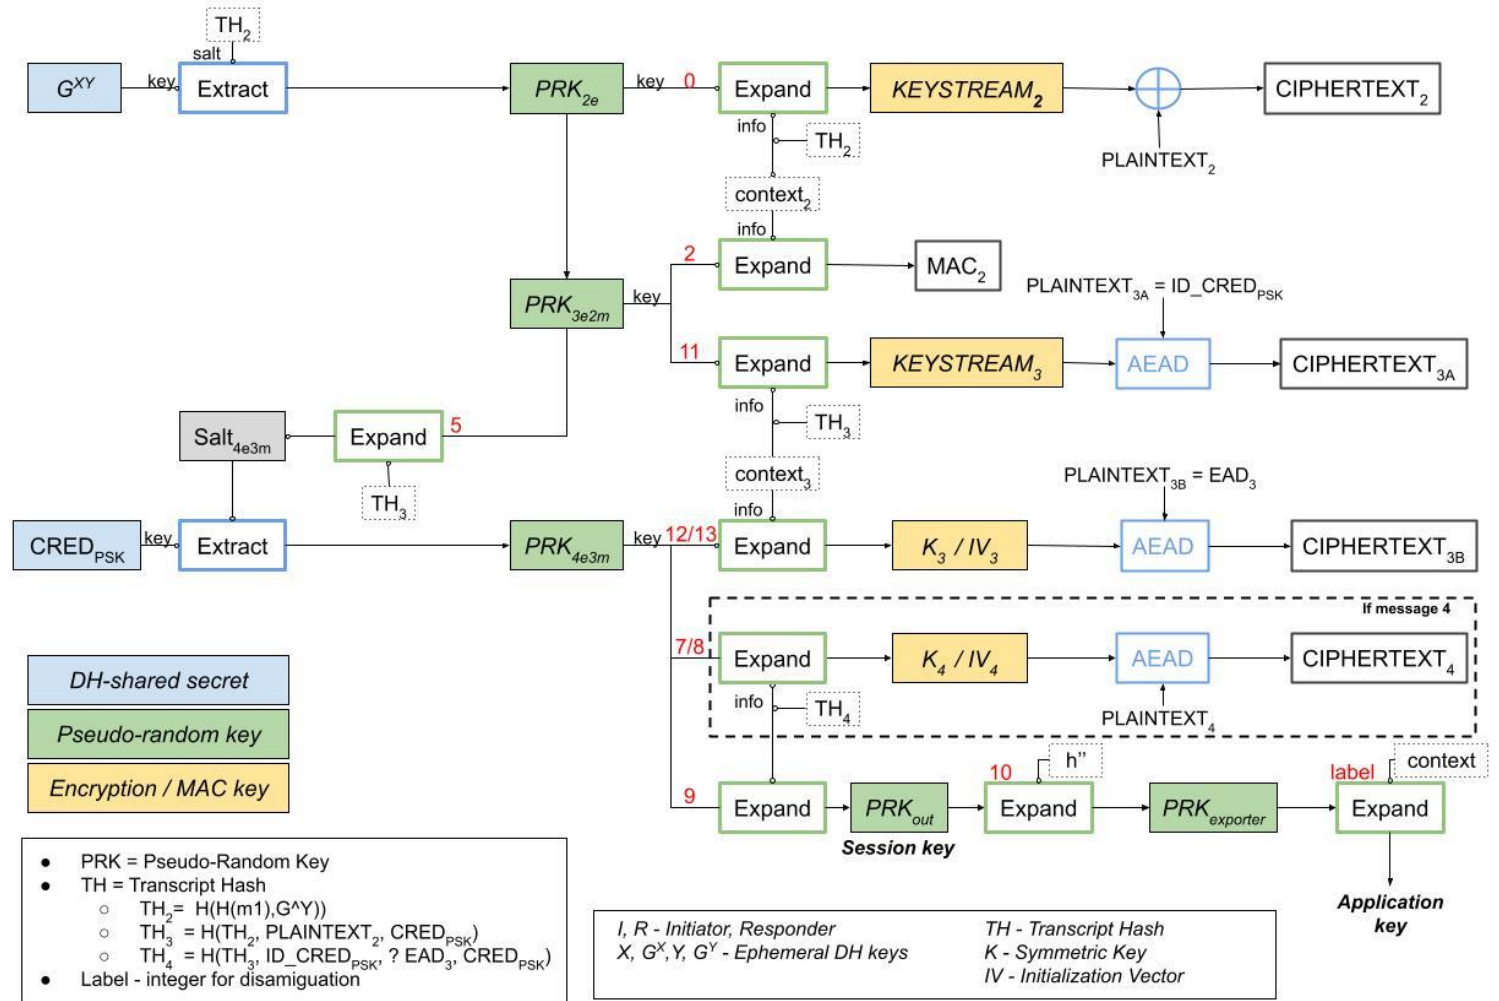 TH2
salt
G^XY
key
Extract
PRK2e
key
0
Expand
KEYSTREAM2
CIPHERTEXT2
info
TH2
PLAINTEXT2
context2
info
2
Expand
MAC2
PRK3e2m
key
PLAINTEXT3A = ID_CREDPSK
11
Expand
KEYSTREAM3
AEAD
CIPHERTEXT3A
info
TH3
Salt4e3m
Expand
5
TH3
context3
info
PLAINTEXT3B = EAD3
CREDPSK
key
Extract
PRK4e3m
key
12/13
Expand
K3 / IV3
AEAD
CIPHERTEXT3B
If message 4
7/8
Expand
K4 / IV4
AEAD
CIPHERTEXT4
info
TH4
PLAINTEXT4
DH-shared secret
Pseudo-random key
Encryption / MAC key
9
Expand
PRKout
Session key
10
h’’
Expand
PRKexporter
label
context
Expand
Application
key
● PRK = Pseudo-Random Key
● TH = Transcript Hash
○ TH2= H(H(m1),G^Y))
○ TH3 = H(TH2, PLAINTEXT2, CREDPSK)
○ TH4 = H(TH3, ID_CREDPSK, ? EAD3, CREDPSK)
● Label - integer for disamiguation
I, R - Initiator, Responder
X, G^X,Y, G^Y - Ephemeral DH keys
TH - Transcript Hash
K - Symmetric Key
IV - Initialization Vector